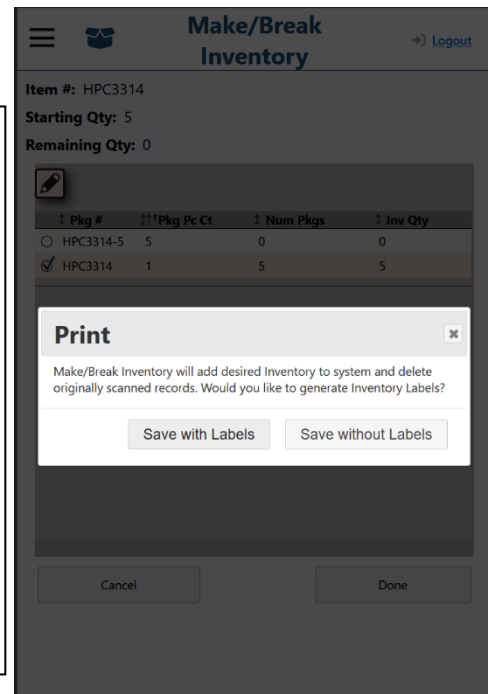 Make/Break
Inventory
Logout
Item #: HPC3314
Starting Qty: 5
Remaining Qty: 0
Pkg # Pkg Pc Ct Num Pkgs Inv Qty
HPC3314-5 5 0 0
HPC3314 1 5 5
Print
Make/Break Inventory will add desired Inventory to system and delete
originally scanned records. Would you like to generate Inventory Labels?
Save with Labels Save without Labels
Cancel Done